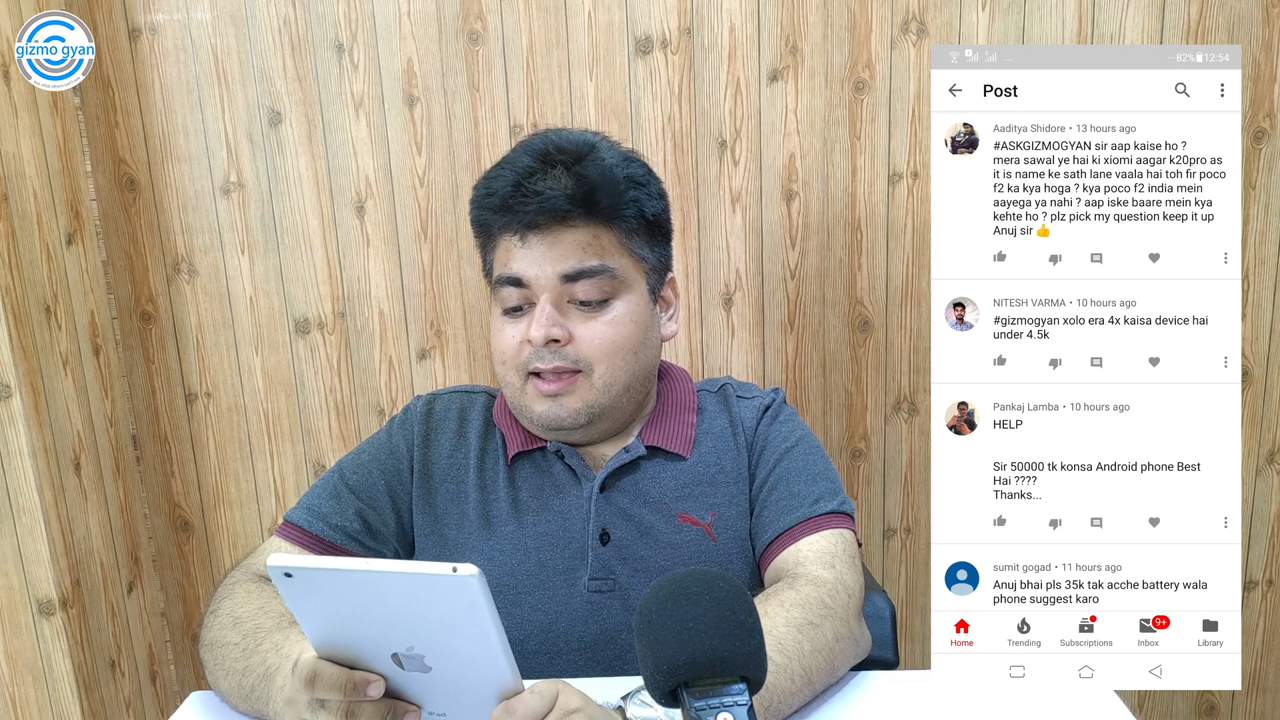 gizmo gyan
82% 12:54
Post
Aaditya Shidore • 13 hours ago
#ASKGIZMOGYAN sir aap kaise ho ?
mera sawal ye hai ki xiomi aagar k20pro as
it is name ke sath lane vaala hai toh fir poco
f2 ka kya hoga ? kya poco f2 india mein
aayega ya nahi ? aap iske baare mein kya
kehte ho ? plz pick my question keep it up
Anuj sir 👍
NITESH VARMA • 10 hours ago
#gizmogyan xolo era 4x kaisa device hai
under 4.5k
Pankaj Lamba • 10 hours ago
HELP
Sir 50000 tk konsa Android phone Best
Hai ????
Thanks...
sumit gogad • 11 hours ago
Anuj bhai pls 35k tak acche battery wala
phone suggest karo
9+
Home Trending Subscriptions Inbox Library
iPad